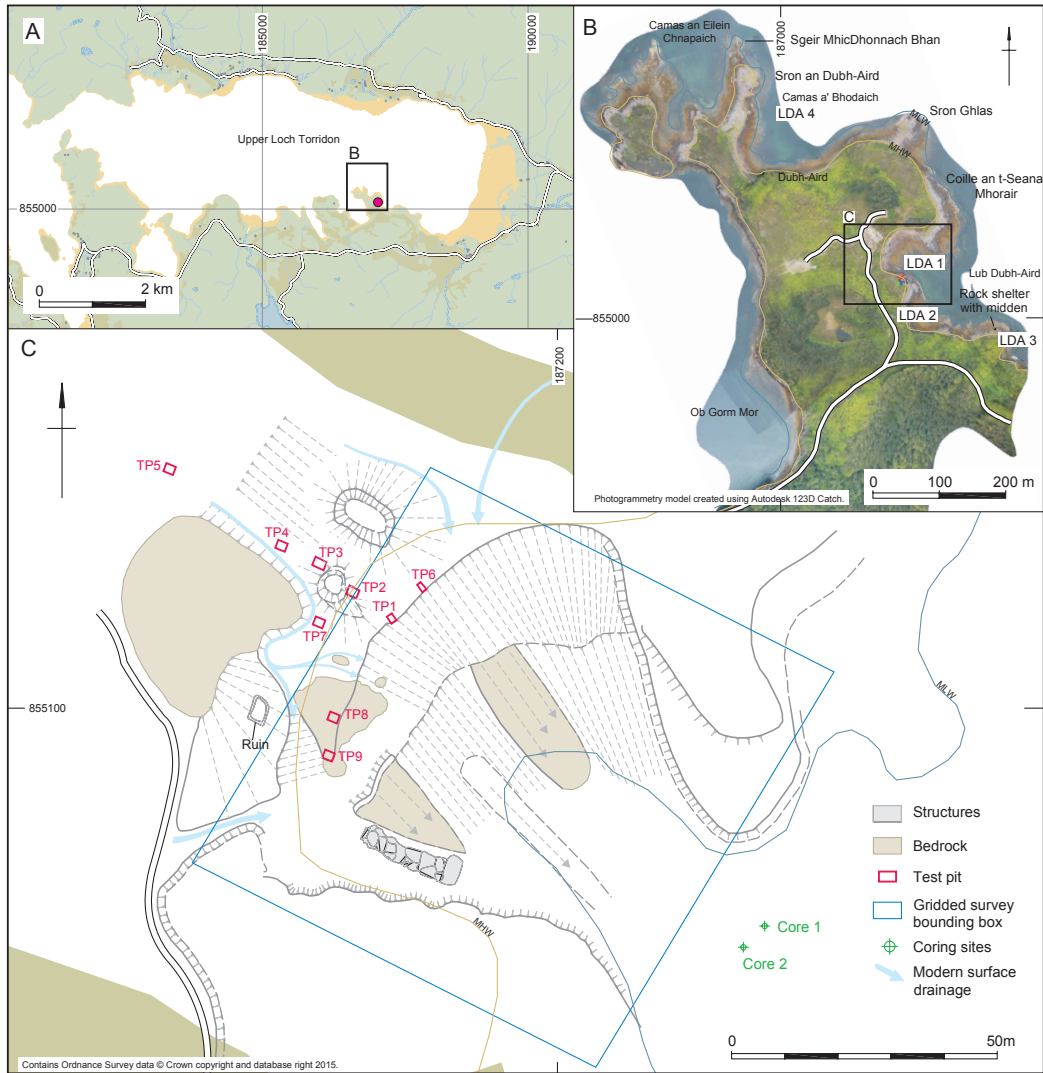 A
185000
190000
Upper Loch Torridon
B
855000
0
2 km
B
187000
Camas an Eilein
Chnapaich
Sgeir MhicDhonnach Bhan
Sron an Dubh-Aird
Camas a' Bhodaich
LDA 4
Sron Ghlas
MLW
MHW
Coille an t-Seana
Mhorair
Dubh-Aird
C
LDA 1
Lub Dubh-Aird
Rock shelter
with midden
LDA 2
LDA 3
855000
Ob Gorm Mor
0
100
200 m
Photogrammetry model created using Autodesk 123D Catch.
C
187200
TP5
TP4
TP3
TP2
TP6
TP1
TP7
855100
TP8
Ruin
TP9
MLW
MHW
Core 1
Core 2
Structures
Bedrock
Test pit
Gridded survey
bounding box
Coring sites
Modern surface
drainage
0
50m
Contains Ordnance Survey data © Crown copyright and database right 2015.